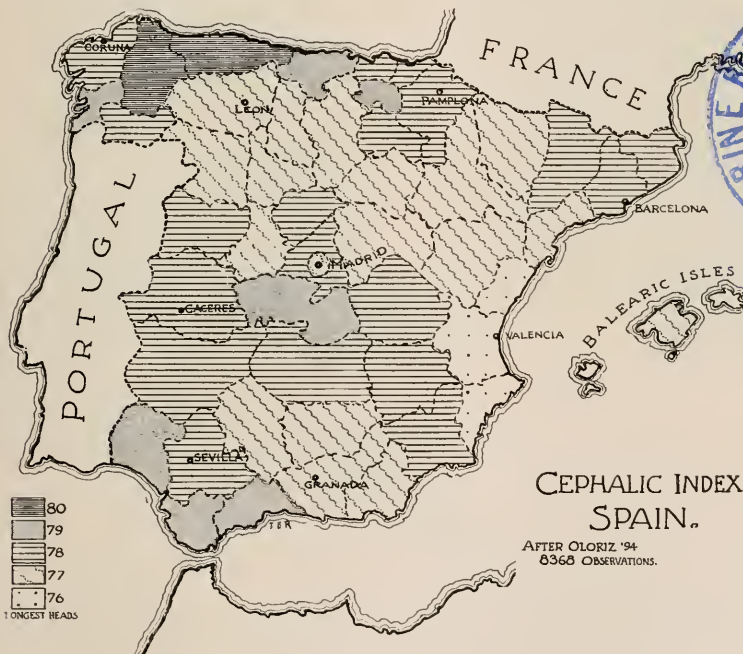 FRANCE
CORUNA
LEON
PAMPLONA
PINE
BARCELONA
PORTUGAL
MADRID
CACERES
BALEARIC ISLES
VALENCIA
SEVILLA
GRANADA
CEPHALIC INDEX
SPAIN.
AFTER OLORIZ '94
8368 OBSERVATIONS.
80
79
78
77
76
LONGEST HEADS